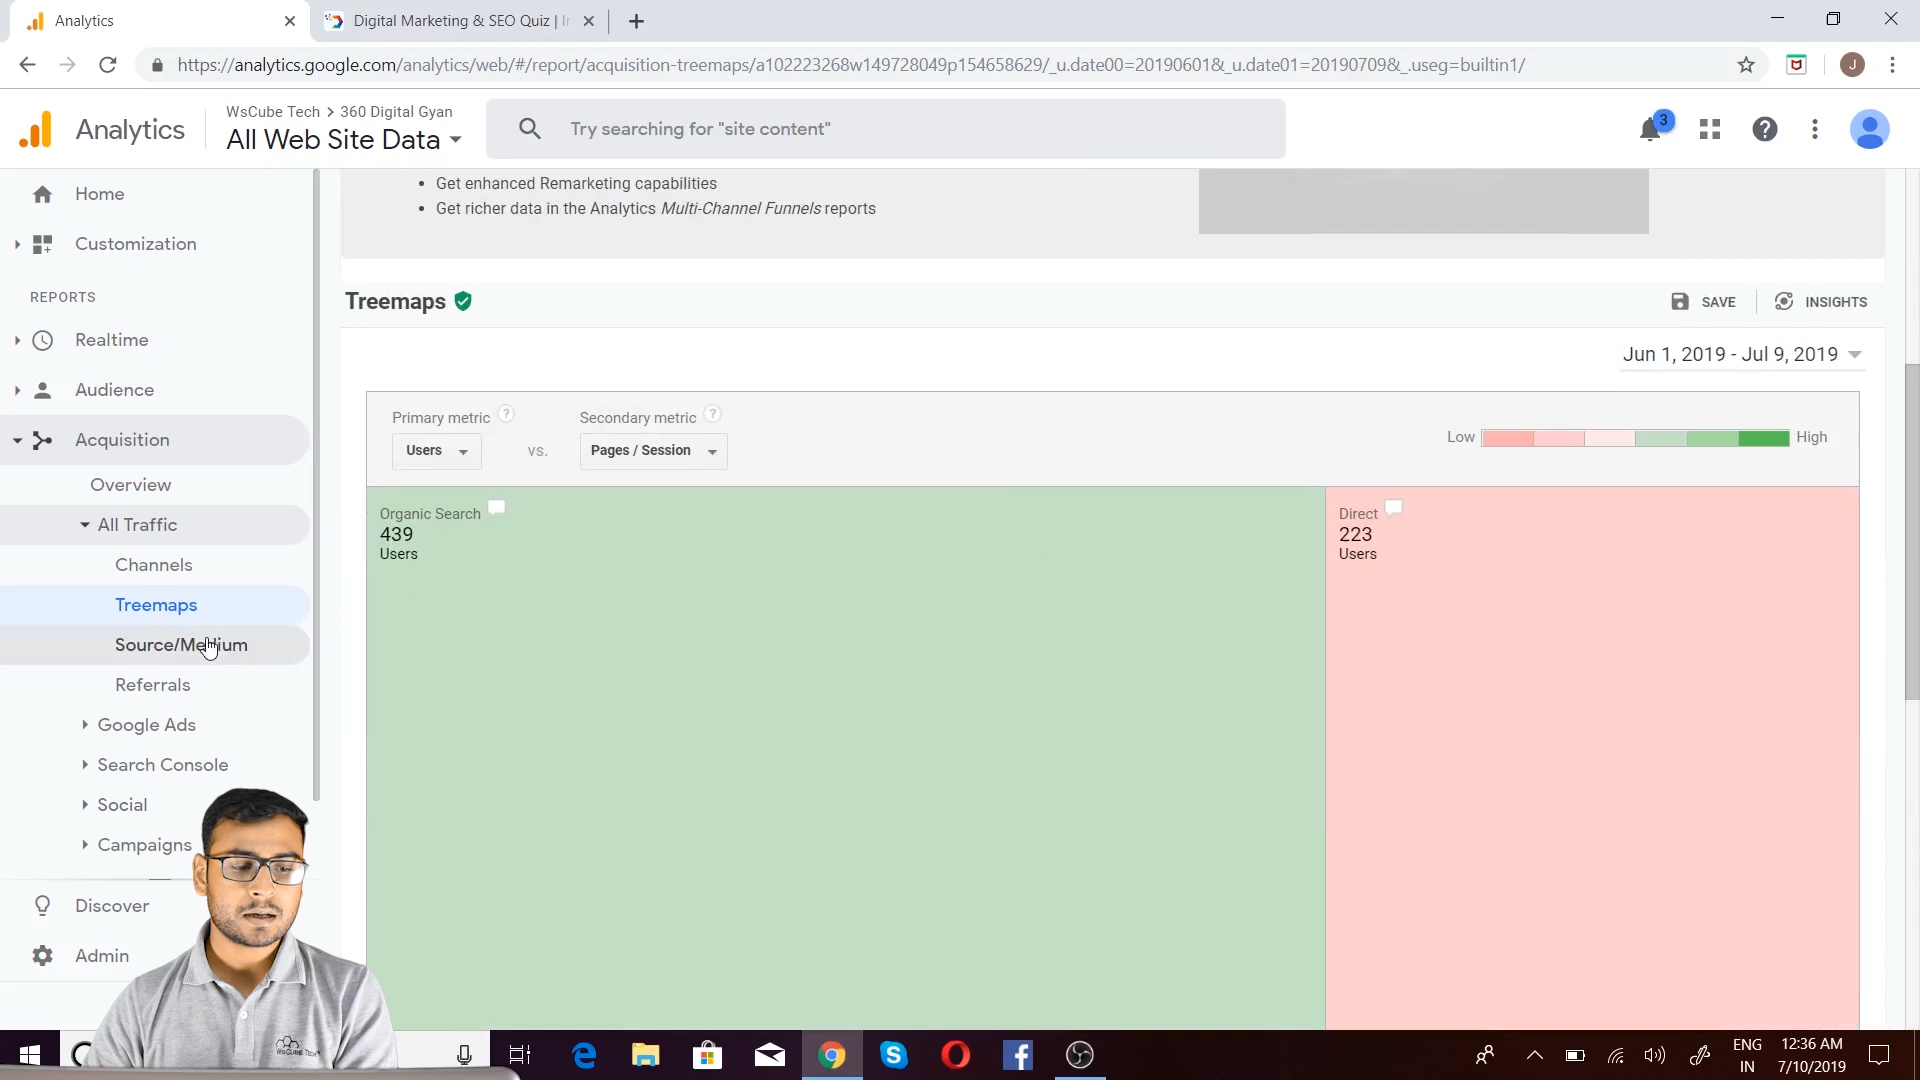 Analytics
Digital Marketing & SEO Quiz |
https://analytics.google.com/analytics/web/#/report/acquisition-treemaps/a102223268w149728049p154658629/_u.date00=20190601&_u.date01=20190709&_.useg=builtin1/
J
Analytics
WsCube Tech > 360 Digital Gyan
All Web Site Data
Try searching for "site content"
3
Home
Customization
REPORTS
Realtime
Audience
Acquisition
Overview
All Traffic
Channels
Treemaps
Source/Medium
Referrals
Google Ads
Search Console
Social
Campaigns
Discover
Admin
• Get enhanced Remarketing capabilities
• Get richer data in the Analytics Multi-Channel Funnels reports
Treemaps
SAVE
INSIGHTS
Jun 1, 2019 - Jul 9, 2019
Primary metric ?
Secondary metric ?
Users
VS.
Pages / Session
Low
High
Organic Search
439
Users
Direct
223
Users
WsCube Tech
ENG
IN
12:36 AM
7/10/2019